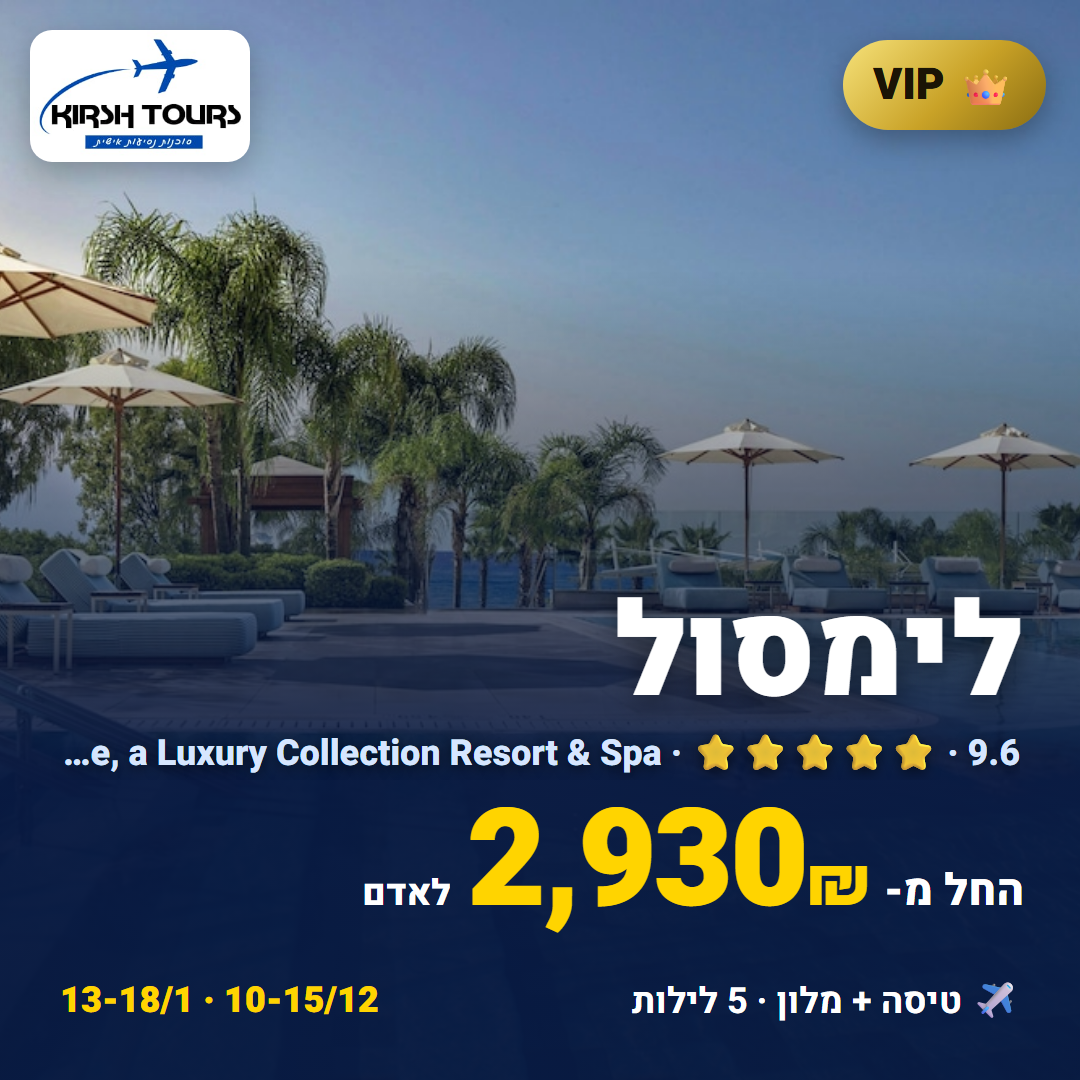 KIRSH TOURS
סוכנות נסיעות אישית
VIP 👑
לימסול
...e, a Luxury Collection Resort & Spa · ⭐⭐⭐⭐⭐ · 9.6
החל מ- ₪2,930 לאדם
✈️ טיסה + מלון · 5 לילות
13-18/1 · 10-15/12